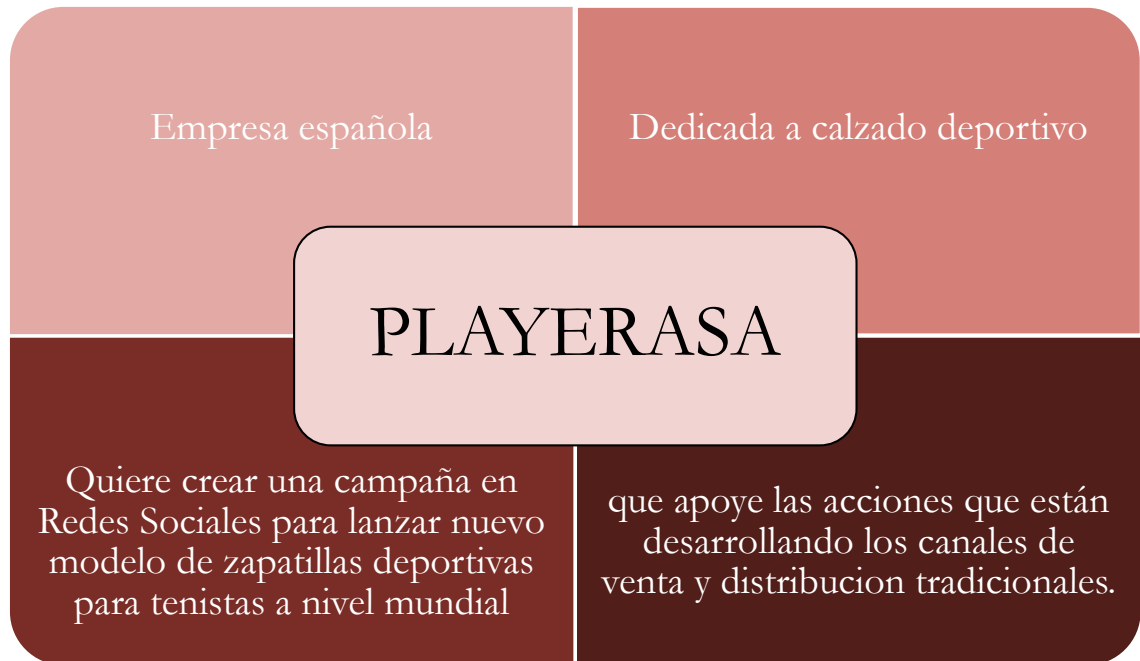 Empresa española
Dedicada a calzado deportivo
PLAYERASA
Quiere crear una campaña en
Redes Sociales para lanzar nuevo
modelo de zapatillas deportivas
para tenistas a nivel mundial
que apoye las acciones que están
desarrollando los canales de
venta y distribucion tradicionales.